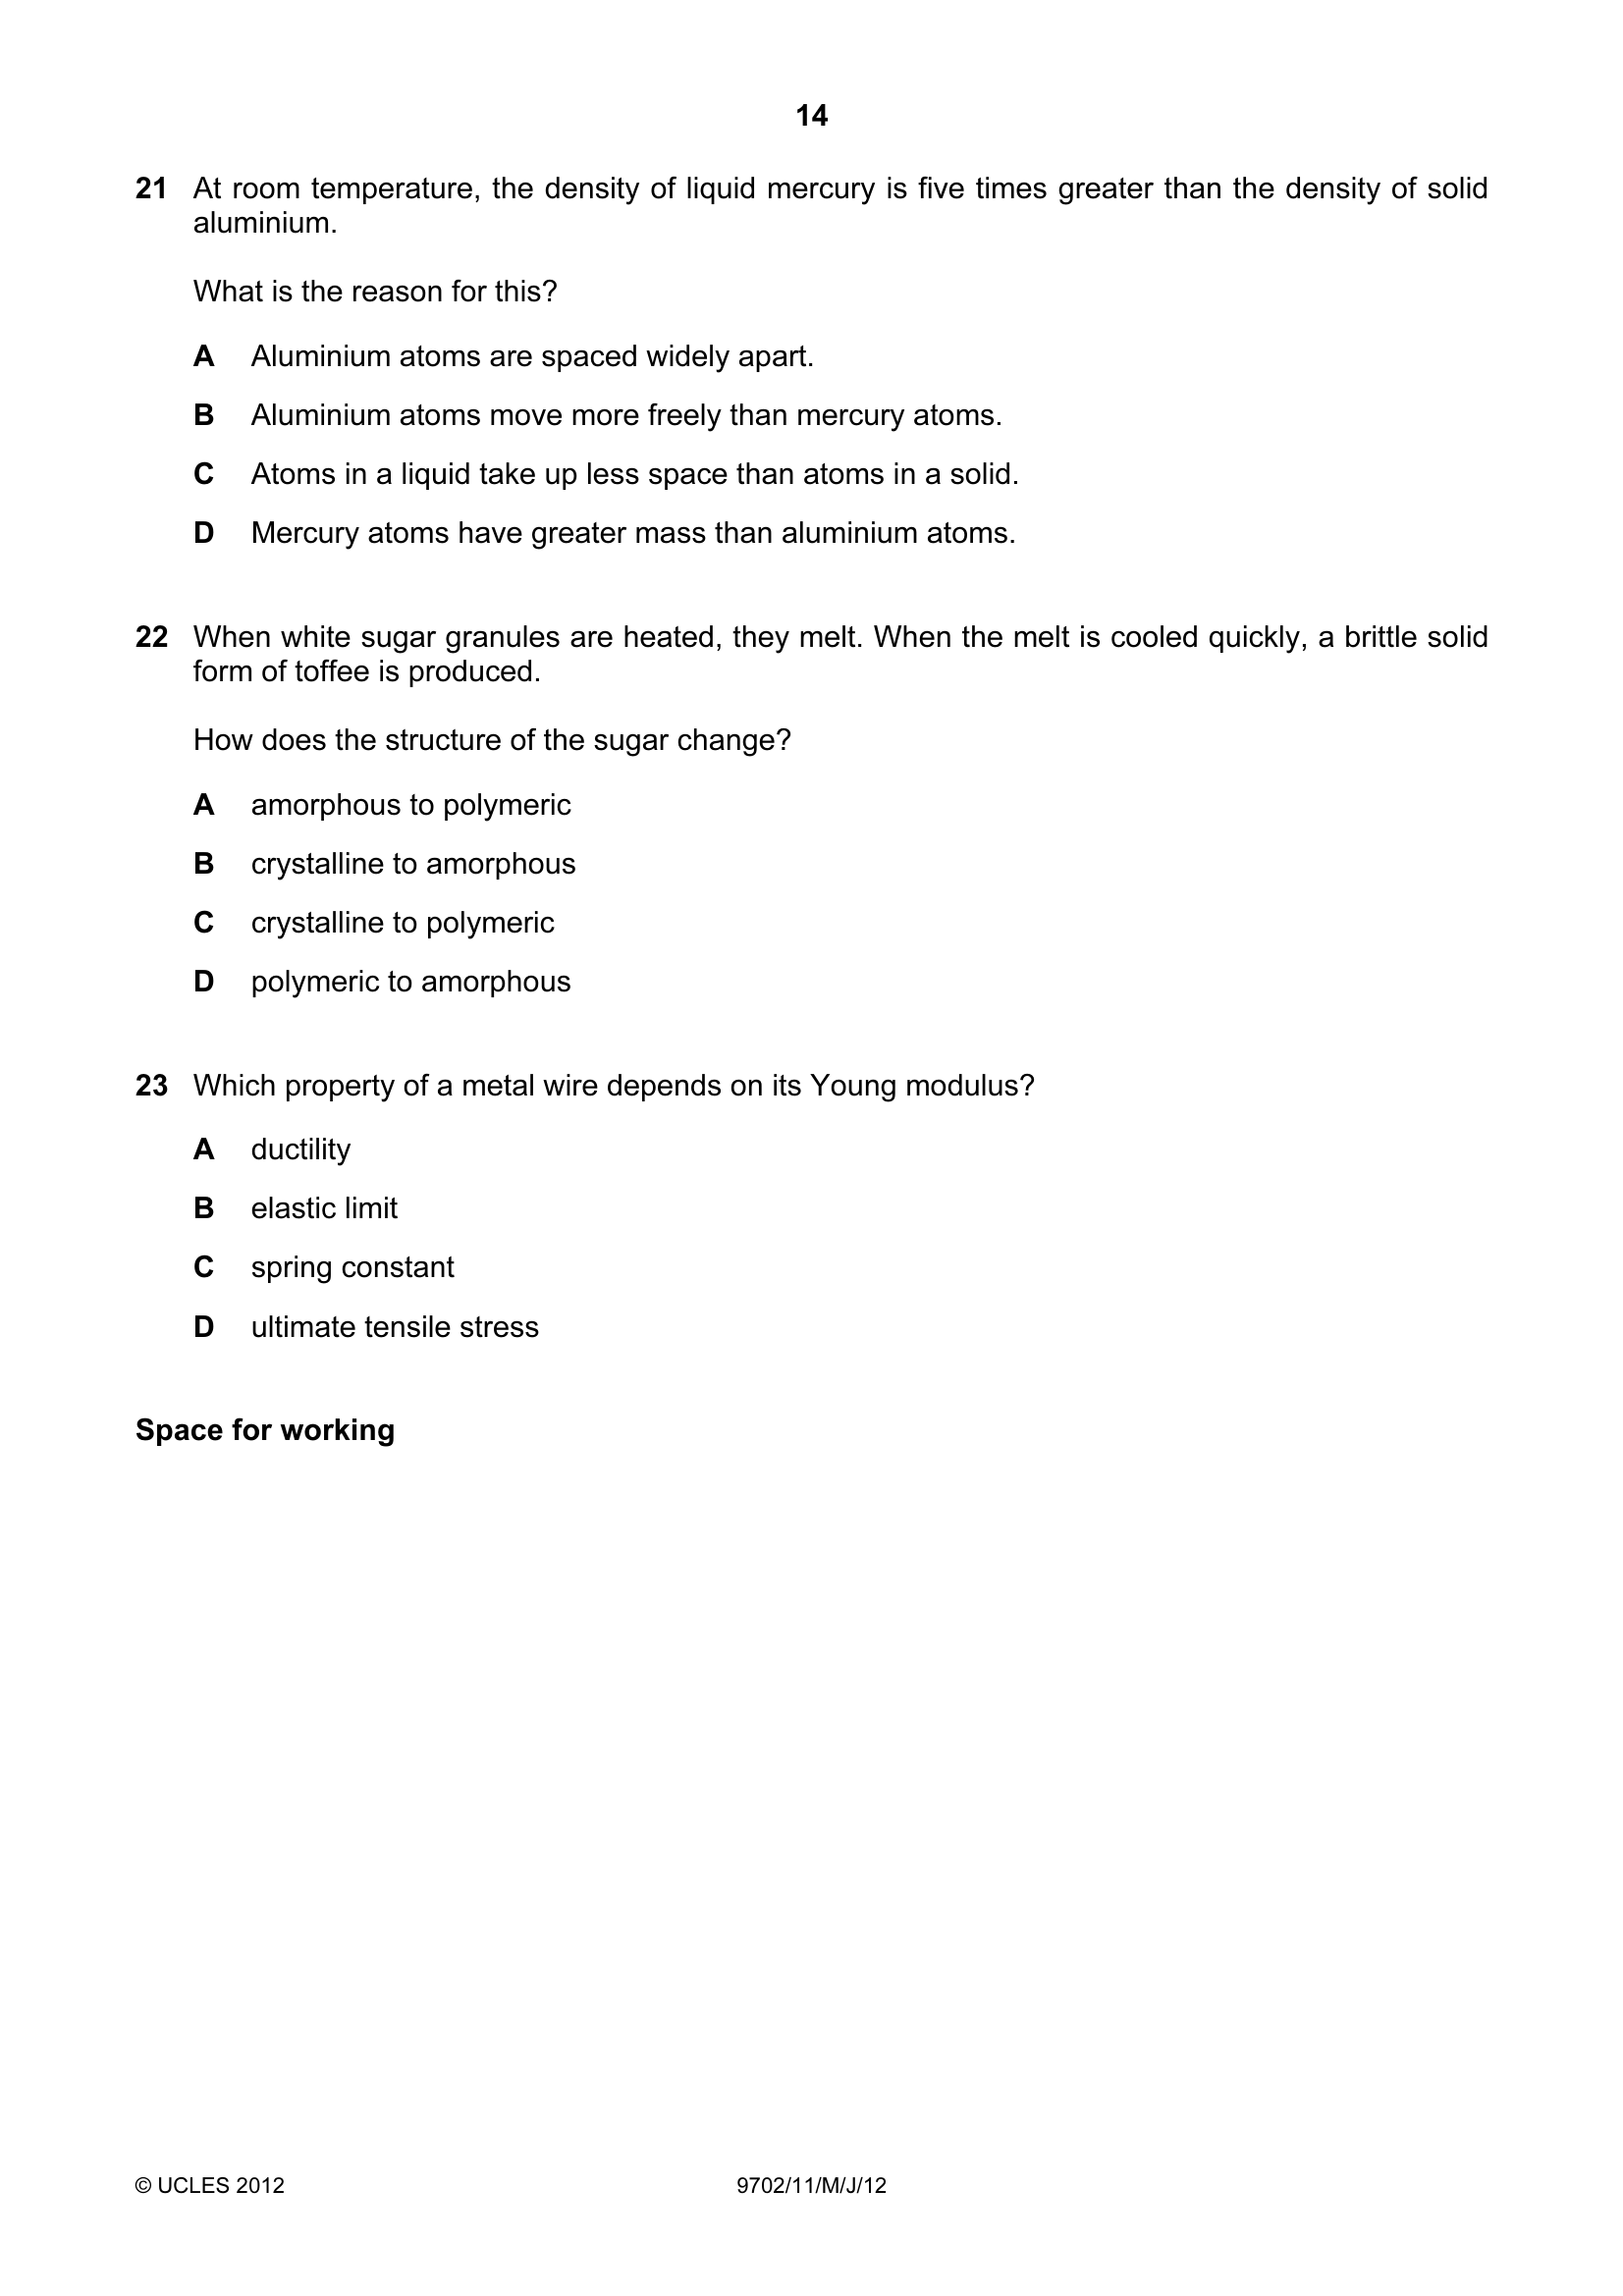 14
21 At room temperature, the density of liquid mercury is five times greater than the density of solid
aluminium.
What is the reason for this?
A Aluminium atoms are spaced widely apart.
B Aluminium atoms move more freely than mercury atoms.
C Atoms in a liquid take up less space than atoms in a solid.
D Mercury atoms have greater mass than aluminium atoms.
22 When white sugar granules are heated, they melt. When the melt is cooled quickly, a brittle solid
form of toffee is produced.
How does the structure of the sugar change?
A amorphous to polymeric
B crystalline to amorphous
C crystalline to polymeric
D polymeric to amorphous
23 Which property of a metal wire depends on its Young modulus?
A ductility
B elastic limit
C spring constant
D ultimate tensile stress
Space for working
© UCLES 2012 9702/11/M/J/12